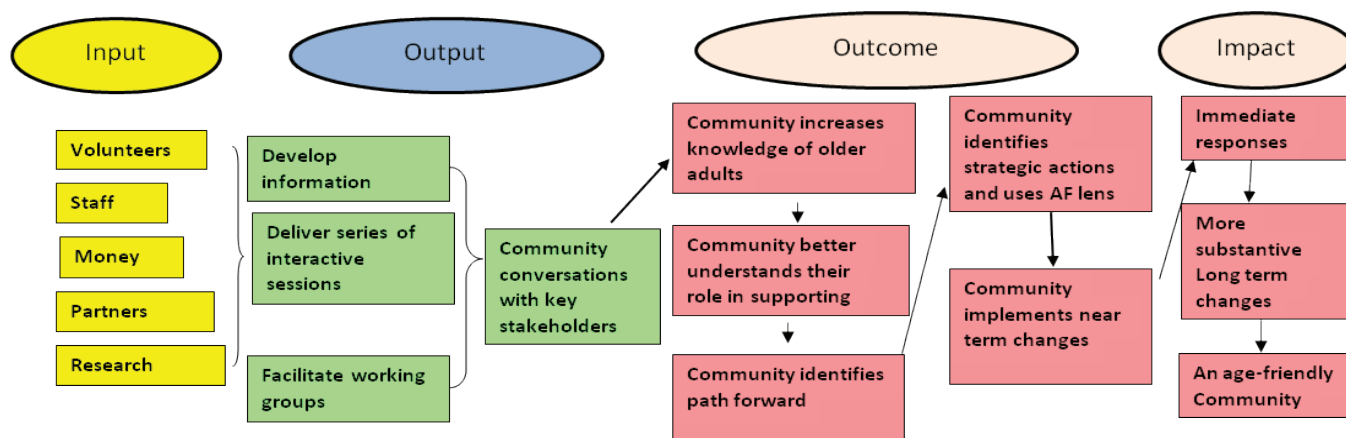 Input
Output
Outcome
Impact
Volunteers
Staff
Money
Partners
Research
Develop
information
Deliver series of
interactive
sessions
Facilitate working
groups
Community
conversations
with key
stakeholders
Community increases
knowledge of older
adults
Community better
understands their
role in supporting
Community identifies
path forward
Community
identifies
strategic actions
and uses AF lens
Community
implements near
term changes
Immediate
responses
More
substantive
Long term
changes
An age-friendly
Community